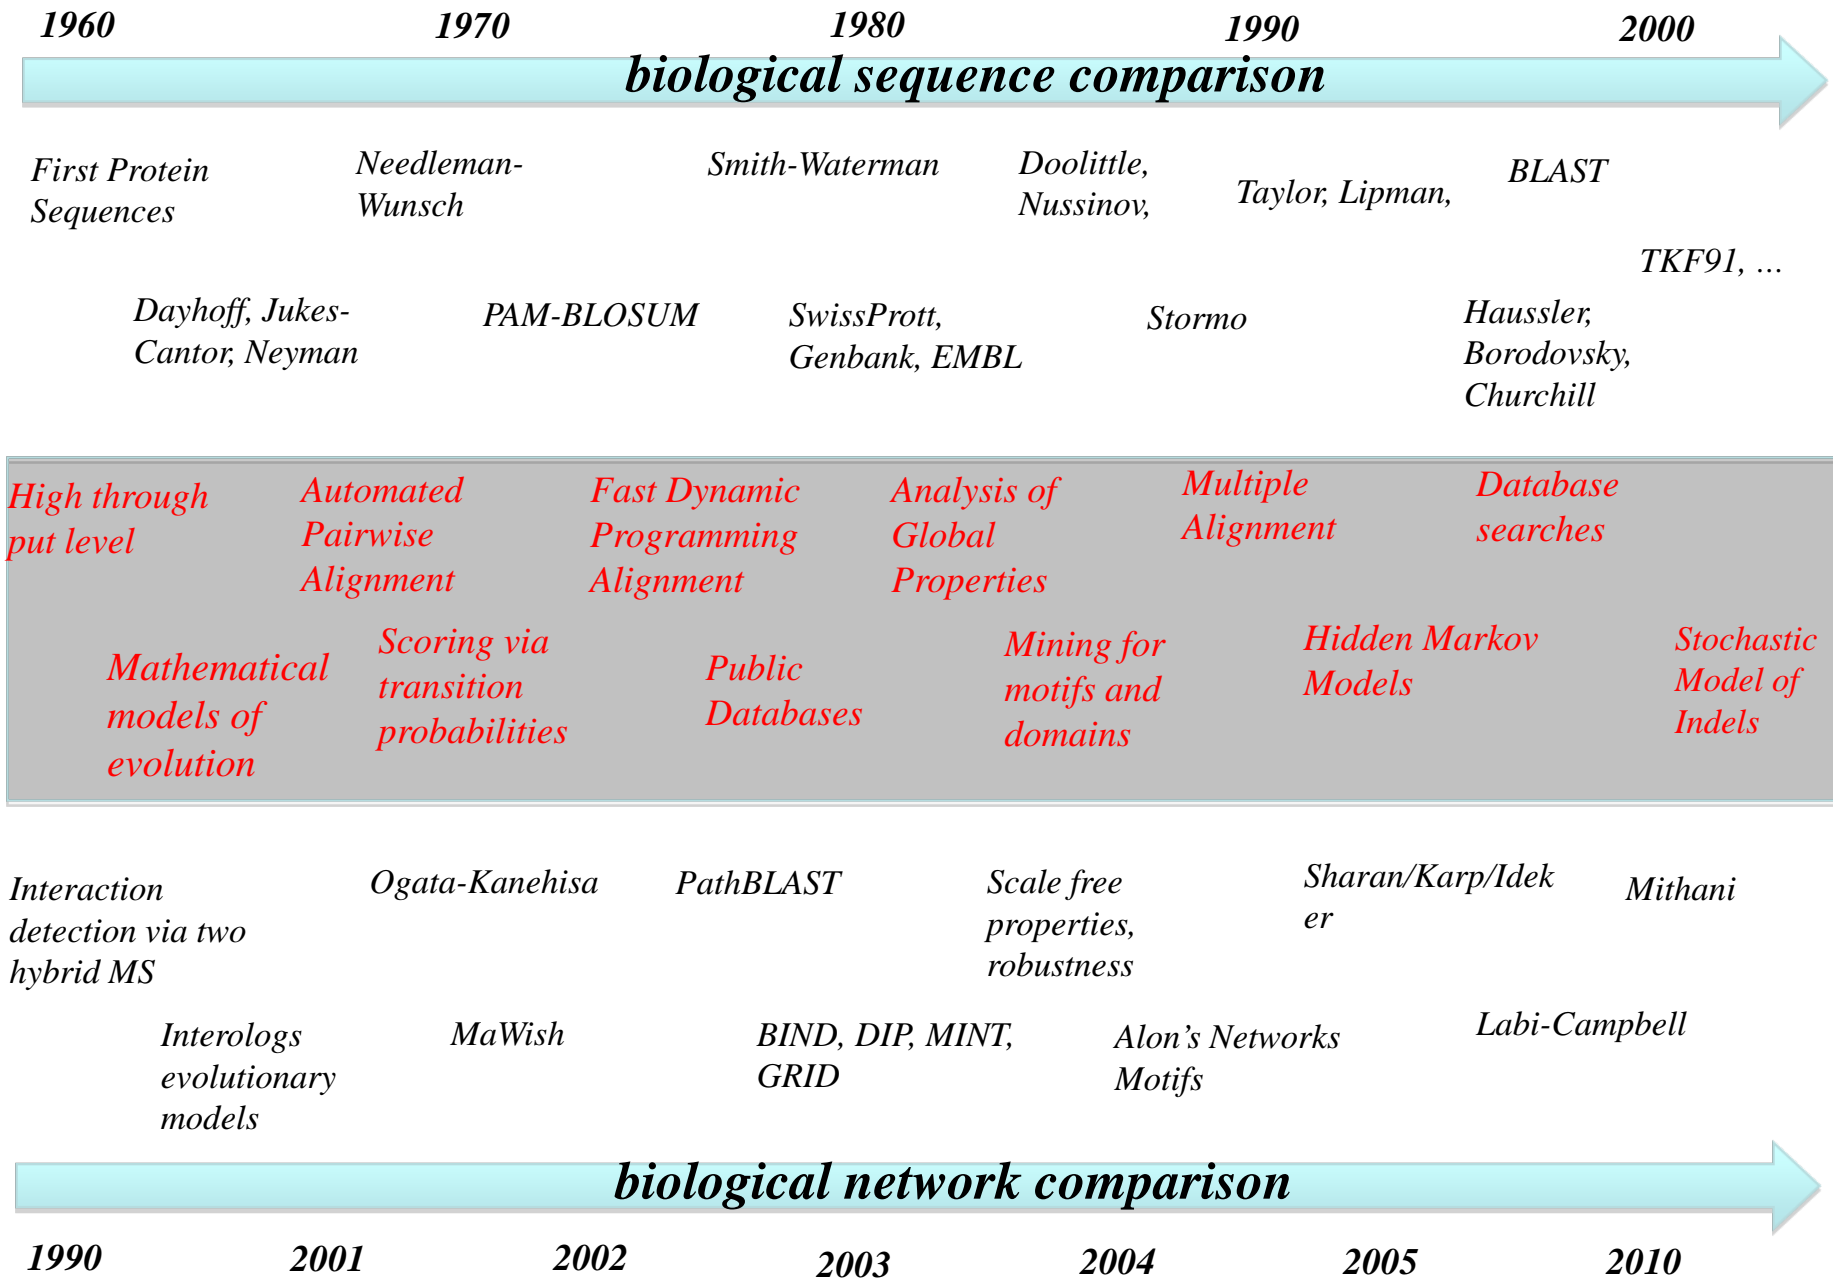 1960 1970 1980 1990 2000
biological sequence comparison
First Protein
Sequences
Needleman-
Wunsch
Smith-Waterman
Doolittle,
Nussinov,
Taylor, Lipman,
BLAST
TKF91, ...
Dayhoff, Jukes-
Cantor, Neyman
PAM-BLOSUM
SwissPrott,
Genbank, EMBL
Stormo
Haussler,
Borodovsky,
Churchill
High through
put level
Automated
Pairwise
Alignment
Fast Dynamic
Programming
Alignment
Analysis of
Global
Properties
Multiple
Alignment
Database
searches
Mathematical
models of
evolution
Scoring via
transition
probabilities
Public
Databases
Mining for
motifs and
domains
Hidden Markov
Models
Stochastic
Model of
Indels
Interaction
detection via two
hybrid MS
Ogata-Kanehisa
PathBLAST
Scale free
properties,
robustness
Sharan/Karp/Idek
er
Mithani
Interologs
evolutionary
models
MaWish
BIND, DIP, MINT,
GRID
Alon's Networks
Motifs
Labi-Campbell
biological network comparison
1990 2001 2002 2003 2004 2005 2010